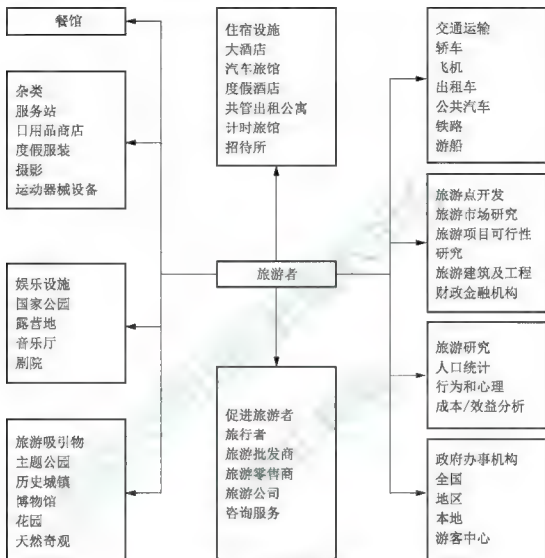 餐馆
杂类
服务站
日用品商店
度假服装
摄影
运动器械设备
娱乐设施
国家公园
露营地
音乐厅
剧院
旅游吸引物
主题公园
历史城镇
博物馆
花园
天然奇观
住宿设施
大酒店
汽车旅馆
度假酒店
共管出租公寓
计时旅馆
招待所
旅游者
促进旅游者
旅行者
旅游批发商
旅游零售商
旅游公司
咨询服务
交通运输
轿车
飞机
出租车
公共汽车
铁路
游船
旅游点开发
旅游市场研究
旅游项目可行性
研究
旅游建筑及工程
财政金融机构
旅游研究
人口统计
行为和心理
成本/效益分析
政府办事机构
全国
地区
本地
游客中心